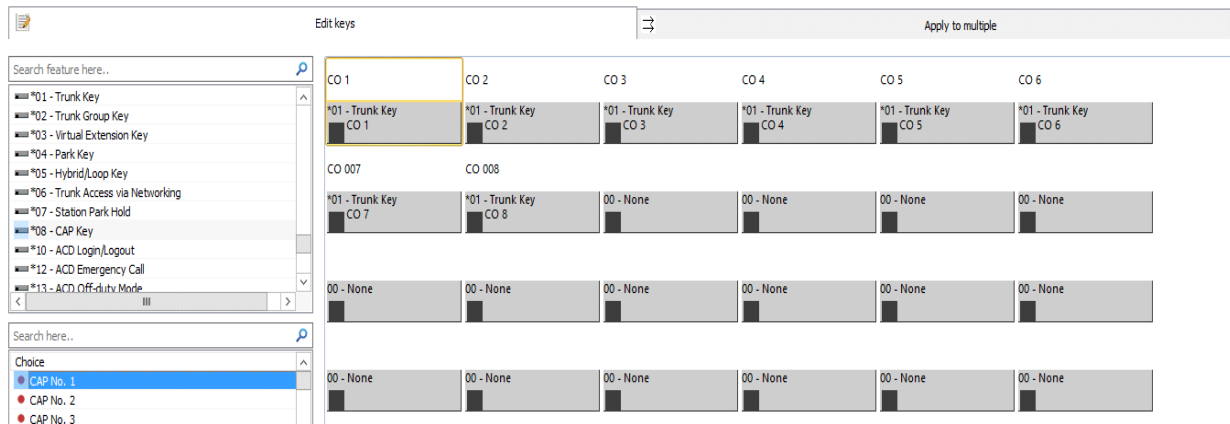 Edit keys
Apply to multiple
Search feature here..
*01 - Trunk Key
*02 - Trunk Group Key
*03 - Virtual Extension Key
*04 - Park Key
*05 - Hybrid/Loop Key
*06 - Trunk Access via Networking
*07 - Station Park Hold
*08 - CAP Key
*10 - ACD Login/Logout
*12 - ACD Emergency Call
*13 - ACD Off-duty Mode
Search here..
Choice
CAP No. 1
CAP No. 2
CAP No. 3
CO 1 CO 2 CO 3 CO 4 CO 5 CO 6
*01 - Trunk Key *01 - Trunk Key *01 - Trunk Key *01 - Trunk Key *01 - Trunk Key *01 - Trunk Key
CO 1 CO 2 CO 3 CO 4 CO 5 CO 6
CO 007 CO 008
*01 - Trunk Key *01 - Trunk Key 00 - None 00 - None 00 - None 00 - None
CO 7 CO 8
00 - None 00 - None 00 - None 00 - None 00 - None 00 - None
00 - None 00 - None 00 - None 00 - None 00 - None 00 - None